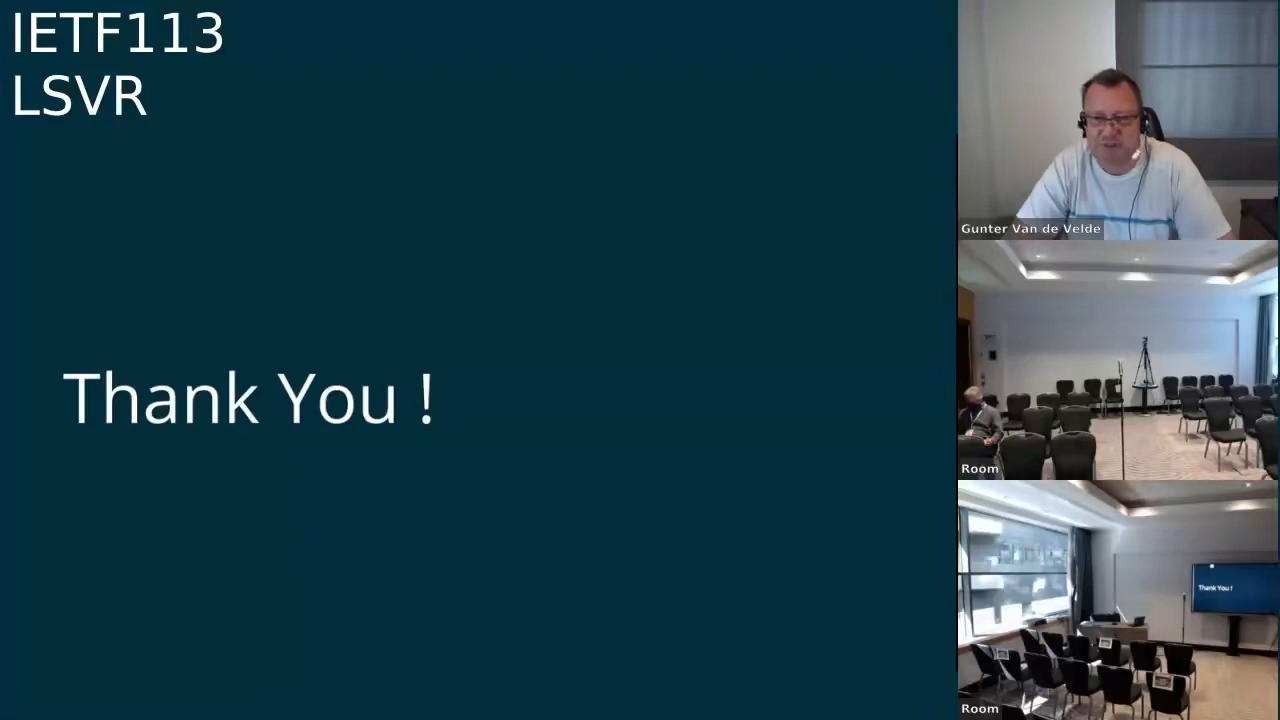 IETF113
LSVR
Thank You !
Gunter Van de Velde
Room
Thank You !
Room